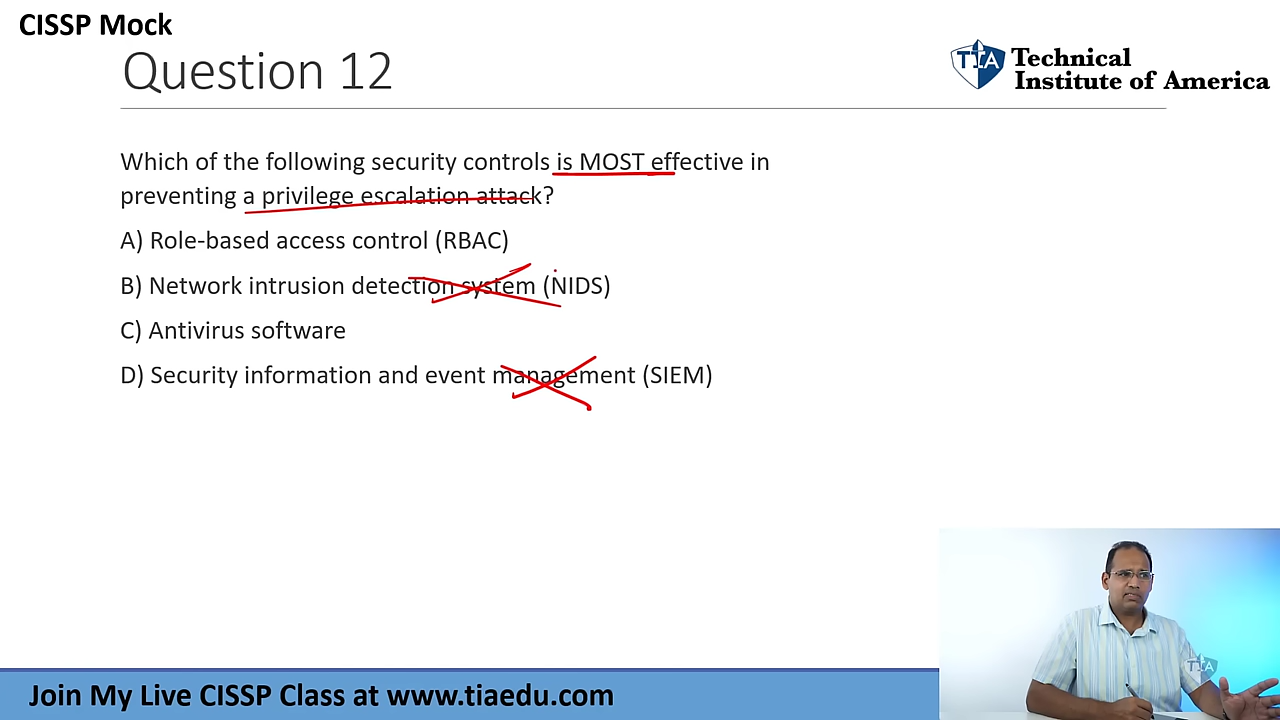 CISSP Mock
Question 12
TIA Technical
Institute of America
Which of the following security controls is MOST effective in
preventing a privilege escalation attack?
A) Role-based access control (RBAC)
B) Network intrusion detection system (NIDS)
C) Antivirus software
D) Security information and event management (SIEM)
TIA
Join My Live CISSP Class at www.tiaedu.com